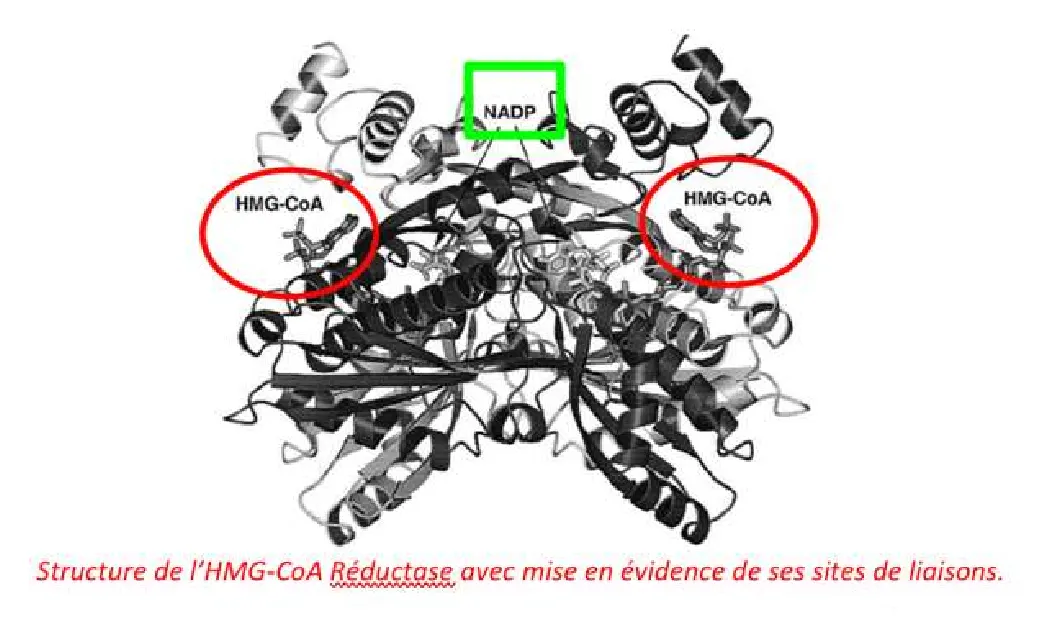 NADP
HMG-CoA
HMG-CoA
Structure de l'HMG-CoA Réductase avec mise en évidence de ses sites de liaisons.